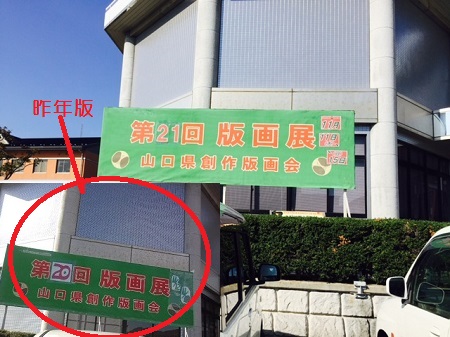 昨年版
第21回 版画展
山口県創作版画会
第20回 版画展
山口県創作版画会